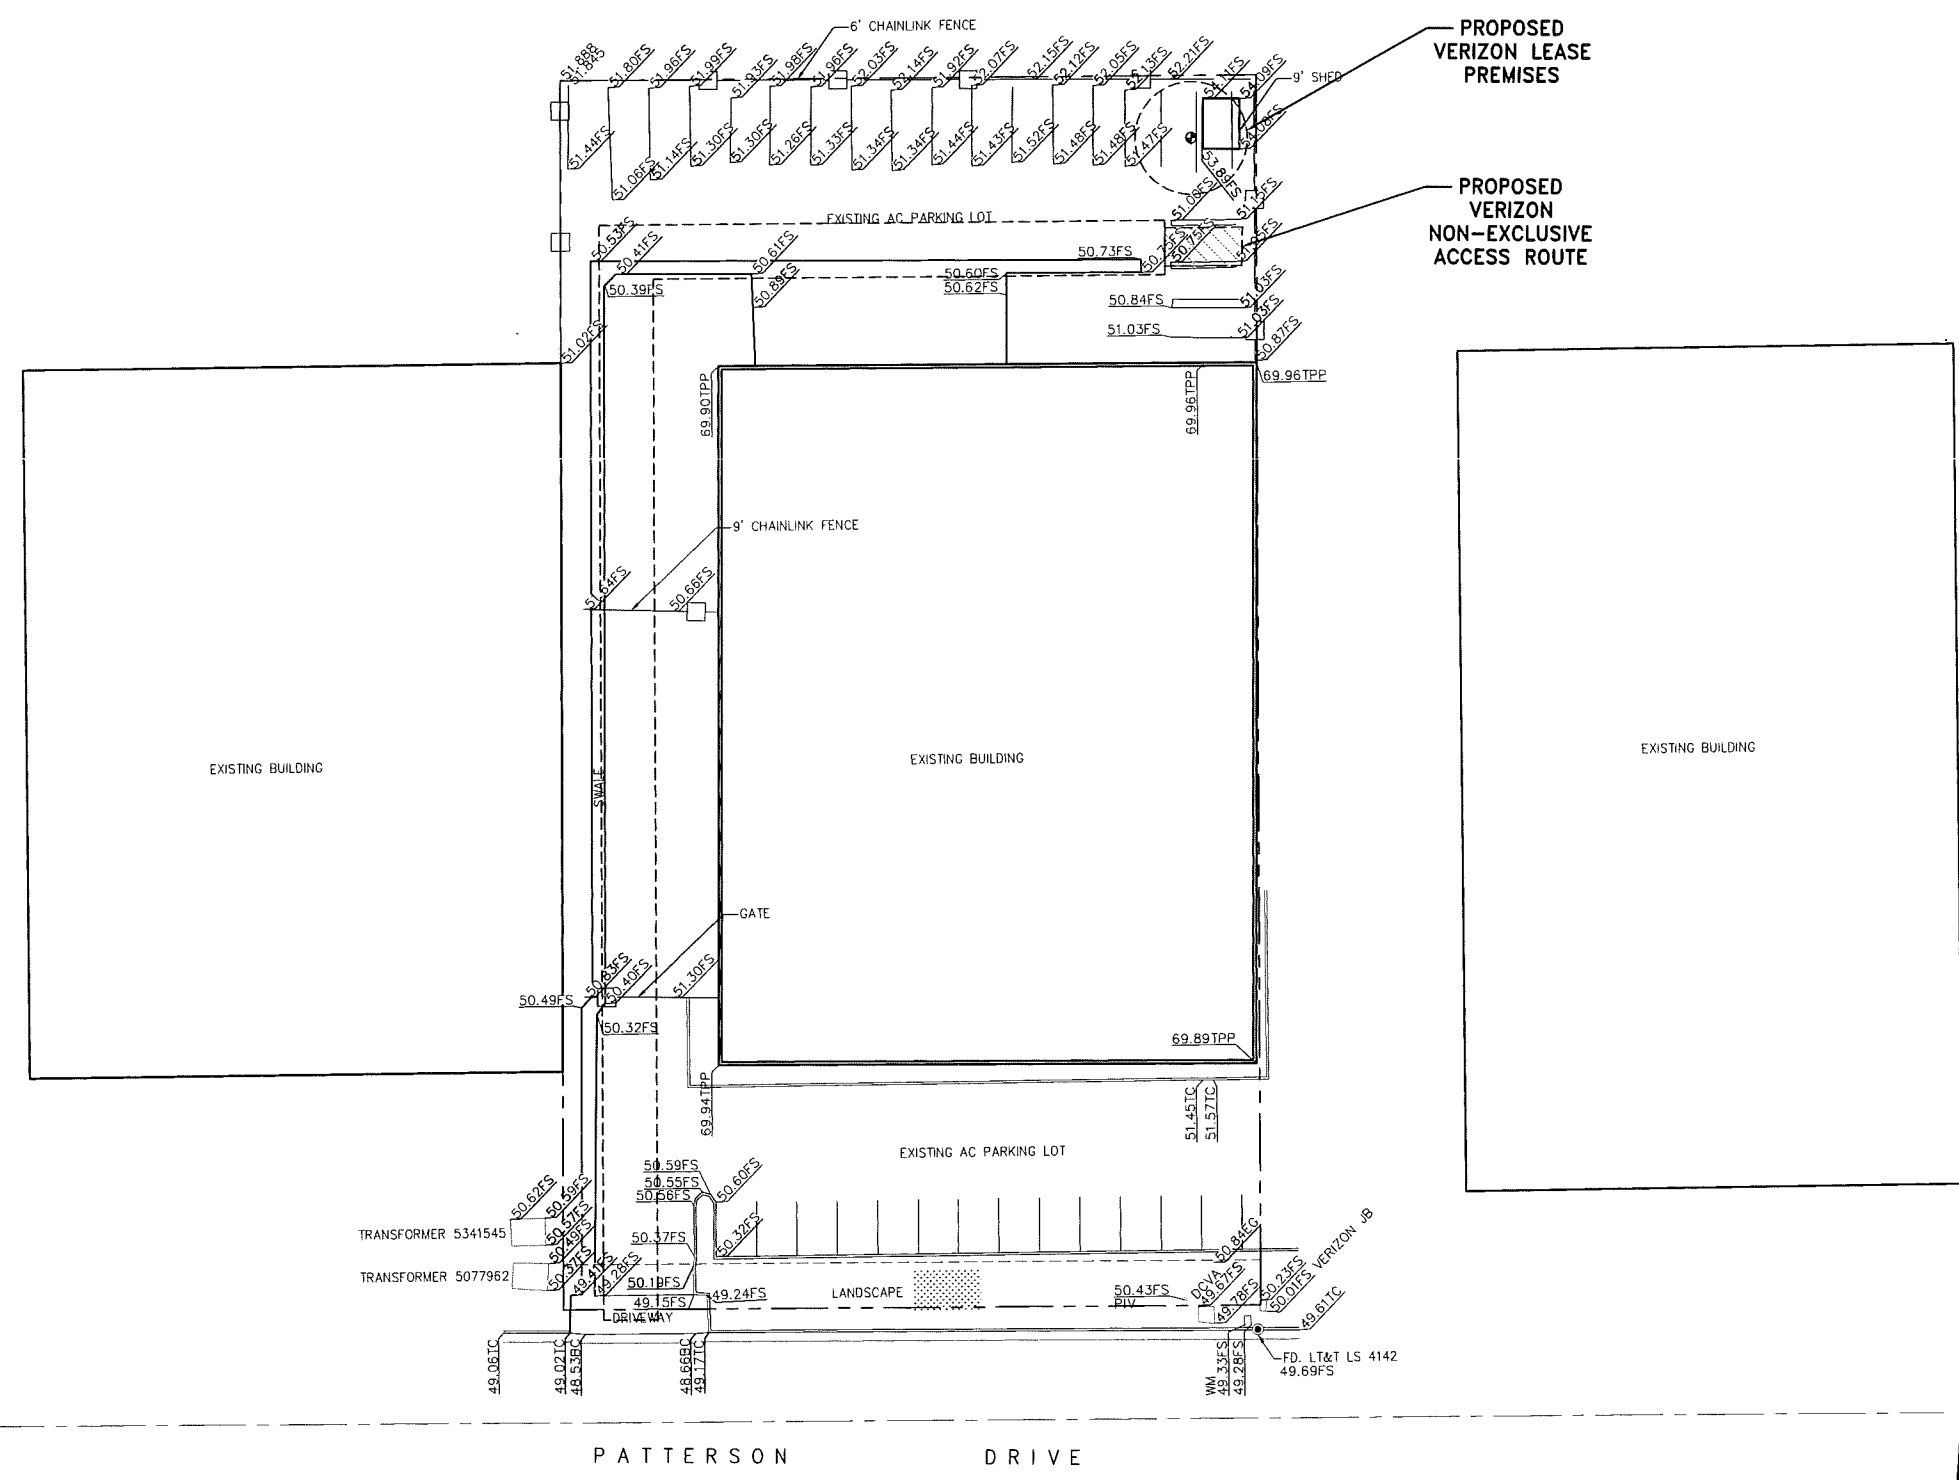 6' CHAINLINK FENCE
PROPOSED
VERIZON LEASE
PREMISES
51.888
51.845
51.80FS
51.96FS
51.99FS
51.93FS
51.98FS
51.96FS
52.03FS
52.14FS
51.92FS
52.07FS
52.15FS
52.12FS
52.05FS
52.13FS
52.21FS
9' SHED
54.08FS
51.44FS
51.06FS
51.14FS
51.30FS
51.30FS
51.26FS
51.33FS
51.34FS
51.34FS
51.44FS
51.43FS
51.52FS
51.48FS
51.48FS
51.47FS
53.89FS
51.08FS
51.15FS
PROPOSED
VERIZON
NON-EXCLUSIVE
ACCESS ROUTE
EXISTING AC PARKING LOT
50.53FS
50.41FS
50.61FS
50.73FS
50.75FS
50.75FS
50.39FS
50.89FS
50.60FS
50.62FS
50.84FS
51.03FS
51.03FS
51.03FS
50.87FS
51.02FS
69.90TPP
69.96TPP
69.96TPP
9' CHAINLINK FENCE
51.64FS
50.66FS
EXISTING BUILDING
EXISTING BUILDING
EXISTING BUILDING
SWALE
GATE
50.83FS
50.40FS
51.30FS
50.49FS
50.32FS
69.89TPP
69.94TPP
51.45TC
51.57TC
EXISTING AC PARKING LOT
50.59FS
50.55FS
50.56FS
50.60FS
50.62FS
50.59FS
50.57FS
50.49FS
TRANSFORMER 5341545
50.37FS
50.32FS
50.84FG
VERIZON JB
TRANSFORMER 5077962
50.37FS
49.41FS
49.28FS
50.19FS
49.15FS
49.24FS
LANDSCAPE
50.43FS
PIV
DCVA
49.67FS
49.78FS
50.23FS
50.01FS
49.61TC
DRIVEWAY
49.06TC
49.02TC
48.53BC
48.66BC
49.17TC
WM
49.33FS
49.28FS
FD. LT&T LS 4142
49.69FS
PATTERSON DRIVE